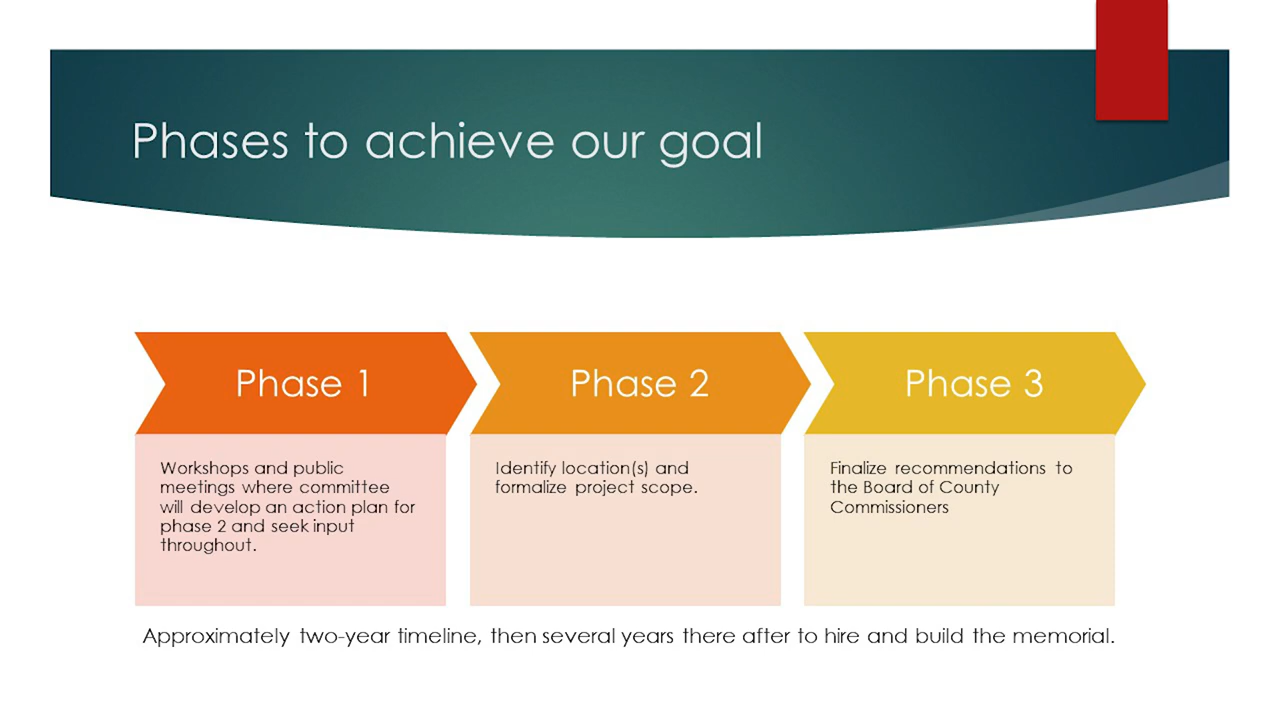 Phases to achieve our goal
Phase 1
Workshops and public
meetings where committee
will develop an action plan for
phase 2 and seek input
throughout.
Phase 2
Identify location(s) and
formalize project scope.
Phase 3
Finalize recommendations to
the Board of County
Commissioners
Approximately two-year timeline, then several years there after to hire and build the memorial.